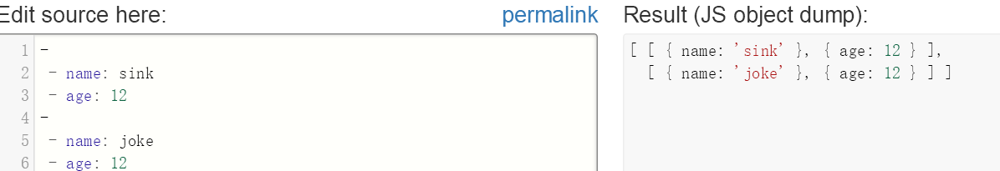 Edit source here:
permalink
1 -
2 - name: sink
3 - age: 12
4 -
5 - name: joke
6 - age: 12
Result (JS object dump):
[ [ { name: 'sink' }, { age: 12 } ],
[ { name: 'joke' }, { age: 12 } ] ]